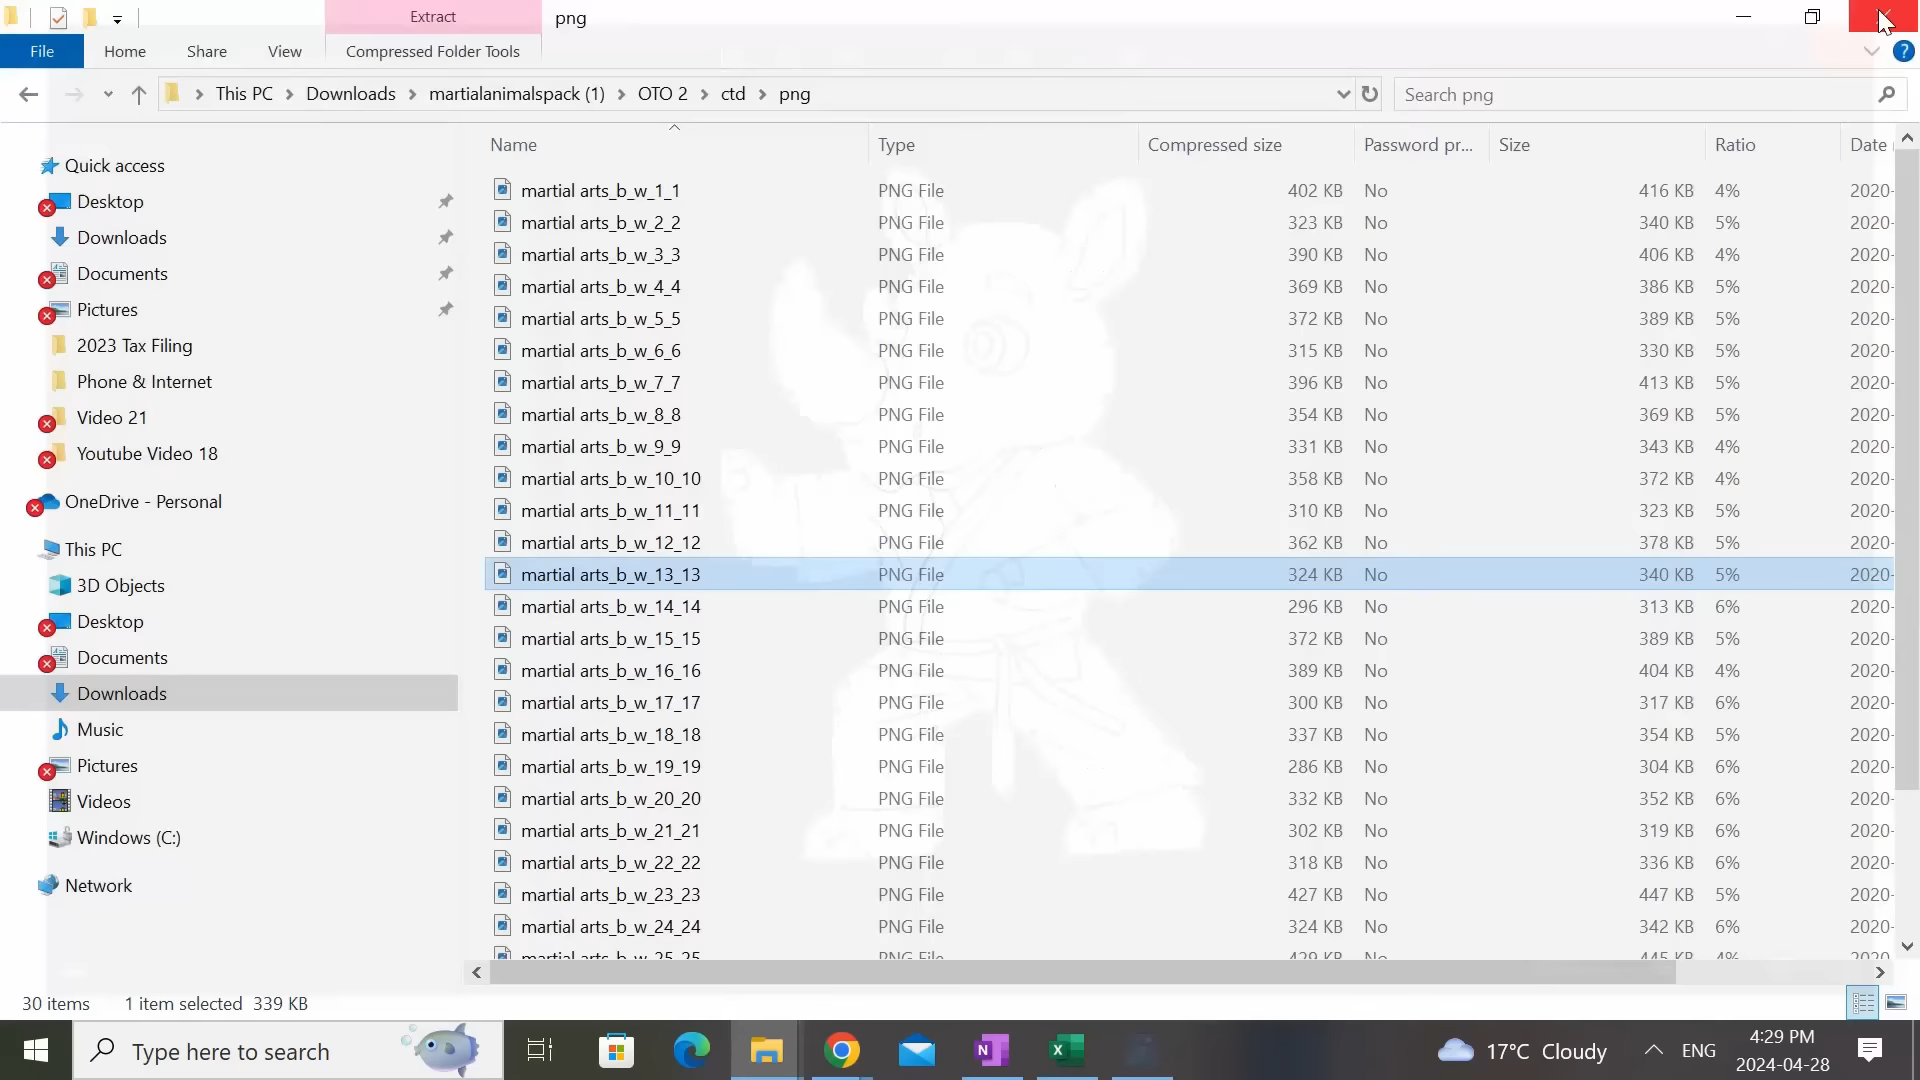 Extract
png
File
Home
Share
View
Compressed Folder Tools
This PC
Downloads
martialanimalspack (1)
OTO 2
ctd
png
Search png
Name
Type
Compressed size
Password pr...
Size
Ratio
Date
martial arts_b_w_1_1 PNG File 402 KB No 416 KB 4% 2020-
martial arts_b_w_2_2 PNG File 323 KB No 340 KB 5% 2020-
martial arts_b_w_3_3 PNG File 390 KB No 406 KB 4% 2020-
martial arts_b_w_4_4 PNG File 369 KB No 386 KB 5% 2020-
martial arts_b_w_5_5 PNG File 372 KB No 389 KB 5% 2020-
martial arts_b_w_6_6 PNG File 315 KB No 330 KB 5% 2020-
martial arts_b_w_7_7 PNG File 396 KB No 413 KB 5% 2020-
martial arts_b_w_8_8 PNG File 354 KB No 369 KB 5% 2020-
martial arts_b_w_9_9 PNG File 331 KB No 343 KB 4% 2020-
martial arts_b_w_10_10 PNG File 358 KB No 372 KB 4% 2020-
martial arts_b_w_11_11 PNG File 310 KB No 323 KB 5% 2020-
martial arts_b_w_12_12 PNG File 362 KB No 378 KB 5% 2020-
martial arts_b_w_13_13 PNG File 324 KB No 340 KB 5% 2020-
martial arts_b_w_14_14 PNG File 296 KB No 313 KB 6% 2020-
martial arts_b_w_15_15 PNG File 372 KB No 389 KB 5% 2020-
martial arts_b_w_16_16 PNG File 389 KB No 404 KB 4% 2020-
martial arts_b_w_17_17 PNG File 300 KB No 317 KB 6% 2020-
martial arts_b_w_18_18 PNG File 337 KB No 354 KB 5% 2020-
martial arts_b_w_19_19 PNG File 286 KB No 304 KB 6% 2020-
martial arts_b_w_20_20 PNG File 332 KB No 352 KB 6% 2020-
martial arts_b_w_21_21 PNG File 302 KB No 319 KB 6% 2020-
martial arts_b_w_22_22 PNG File 318 KB No 336 KB 6% 2020-
martial arts_b_w_23_23 PNG File 427 KB No 447 KB 5% 2020-
martial arts_b_w_24_24 PNG File 324 KB No 342 KB 6% 2020-
martial arts_b_w_25_25 PNG File 429 KB No 445 KB 4% 2020-
Quick access
Desktop
Downloads
Documents
Pictures
2023 Tax Filing
Phone & Internet
Video 21
Youtube Video 18
OneDrive - Personal
This PC
3D Objects
Desktop
Documents
Downloads
Music
Pictures
Videos
Windows (C:)
Network
30 items
1 item selected 339 KB
Type here to search
17°C Cloudy
ENG
4:29 PM
2024-04-28